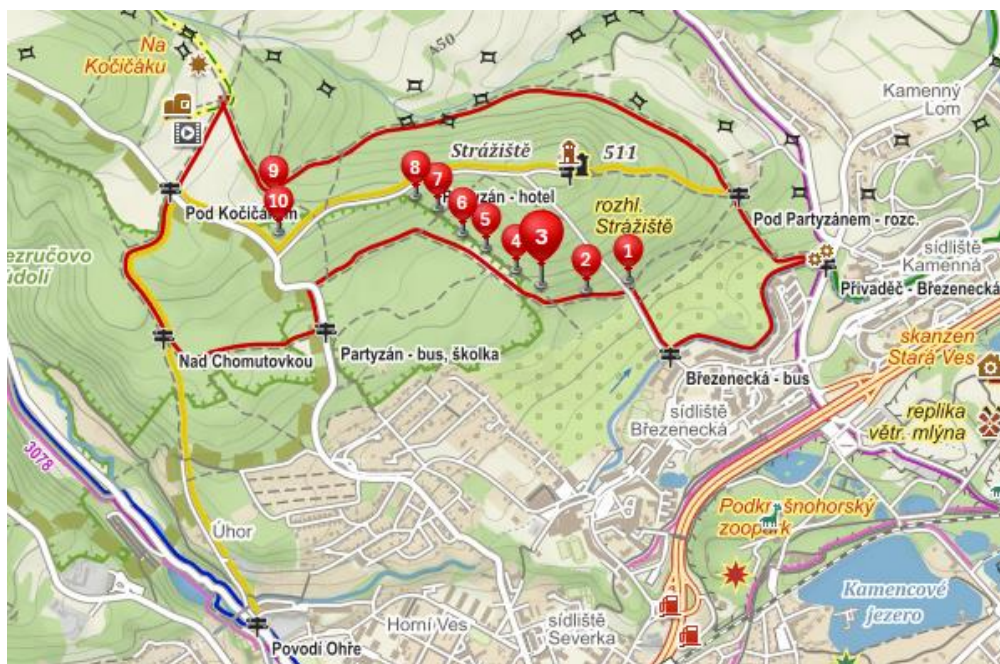 Na
Kočičáku
A50
Kamenný
Lom
9
8
7
Strážiště
511
10
Pod Kočičákem
6
Partyzán - hotel
5
rozhl.
Strážiště
Pod Partyzánem - rozc.
4
3
2
1
sídliště
Kamenná
ezručovo
údolí
Přivaděč - Březenecká
Nad Chomutovkou
Partyzán - bus, školka
skanzen
Stará Ves
Březenecká - bus
sídliště
Březenecká
replika
větr. mlýna
3078
Podkrušnohorský
zoopark
Úhor
Kamencové
jezero
Horní Ves
sídliště
Severka
Povodí Ohře